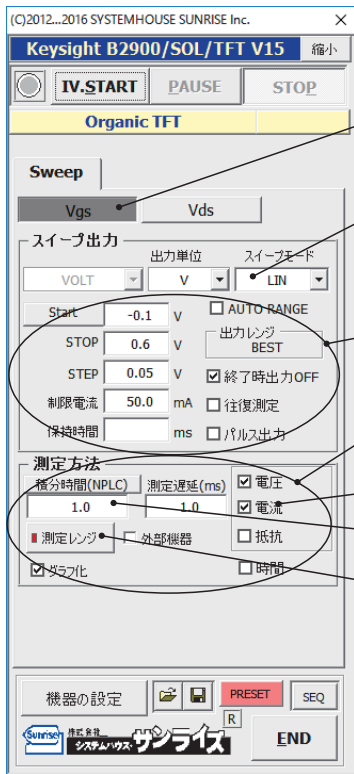 (C)2012...2016 SYSTEMHOUSE SUNRISE Inc. ×
Keysight B2900/SOL/TFT V15 縮小
IV.START PAUSE STOP
Organic TFT
Sweep
Vgs Vds
スイープ出力
出力単位 スイープモード
VOLT V LIN
Start -0.1 V AUTO RANGE
STOP 0.6 V 出力レンジ BEST
STEP 0.05 V 終了時出力OFF
制限電流 50.0 mA 往復測定
保持時間 ms パルス出力
測定方法
積分時間(NPLC) 測定遅延(ms) 電圧
1.0 1.0 電流
測定レンジ 外部機器 抵抗
グラフ化 時間
機器の設定 PRESET SEQ
Sunrise 株式会社 システムハウス サンライズ R END